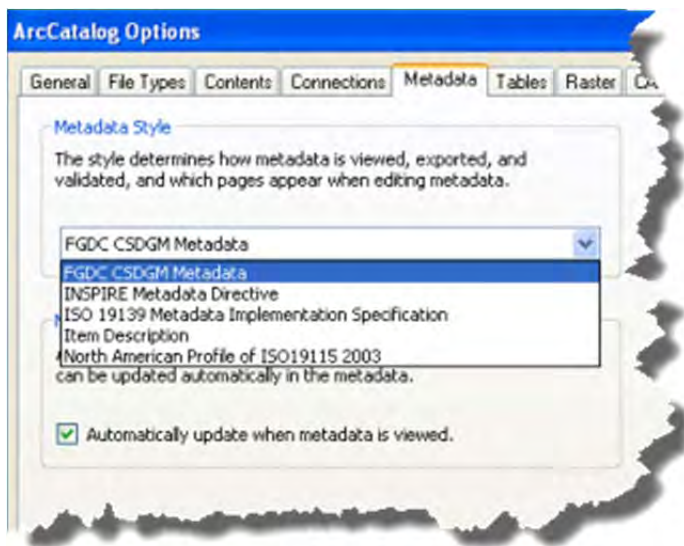 ArcCatalog Options
General File Types Contents Connections Metadata Tables Raster
Metadata Style
The style determines how metadata is viewed, exported, and
validated, and which pages appear when editing metadata.
FGDC CSDGM Metadata
FGDC CSDGM Metadata
INSPIRE Metadata Directive
ISO 19139 Metadata Implementation Specification
Item Description
North American Profile of ISO19115 2003
can be updated automatically in the metadata.
Automatically update when metadata is viewed.